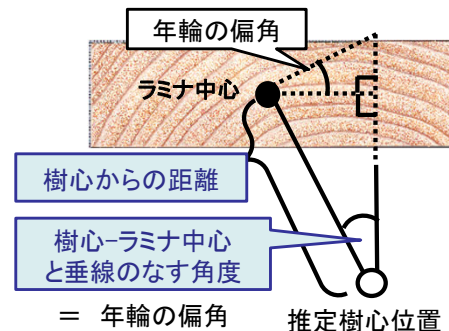 年輪の偏角
ラミナ中心
樹心からの距離
樹心-ラミナ中心
と垂線のなす角度
= 年輪の偏角
推定樹心位置